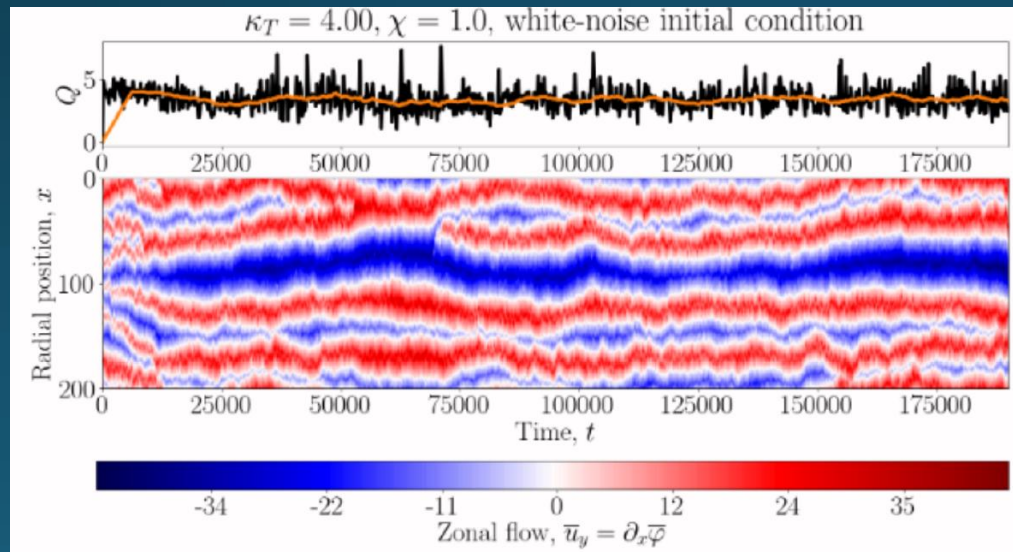 κ_T = 4.00, χ = 1.0, white-noise initial condition
Q
5
0
0 25000 50000 75000 100000 125000 150000 175000
Radial position, x
0
100
200
0 25000 50000 75000 100000 125000 150000 175000
Time, t
-34 -22 -11 0 12 24 35
Zonal flow, u̅_y = ∂_xφ̅